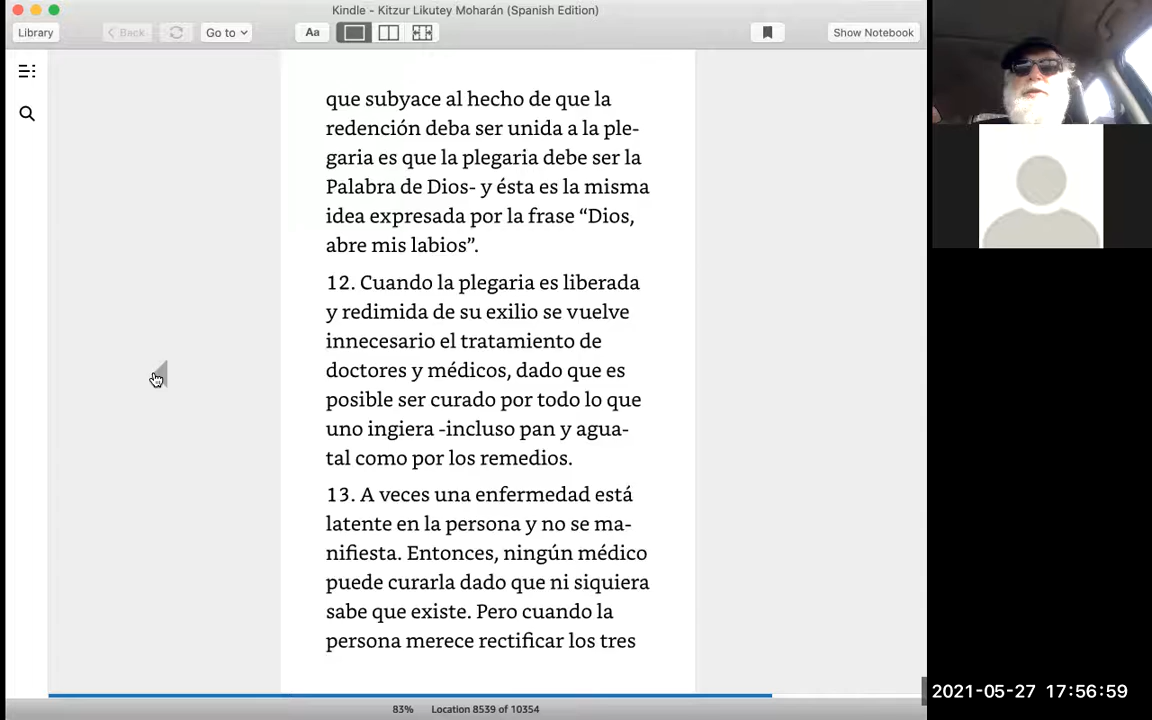 Kindle - Kitzur Likutey Moharán (Spanish Edition)
Library
Back
Go to
Aa
Show Notebook
que subyace al hecho de que la
redención deba ser unida a la ple-
garia es que la plegaria debe ser la
Palabra de Dios- y ésta es la misma
idea expresada por la frase “Dios,
abre mis labios”.
12. Cuando la plegaria es liberada
y redimida de su exilio se vuelve
innecesario el tratamiento de
doctores y médicos, dado que es
posible ser curado por todo lo que
uno ingiera -incluso pan y agua-
tal como por los remedios.
13. A veces una enfermedad está
latente en la persona y no se ma-
nifiesta. Entonces, ningún médico
puede curarla dado que ni siquiera
sabe que existe. Pero cuando la
persona merece rectificar los tres
83% Location 8539 of 10354
2021-05-27 17:56:59